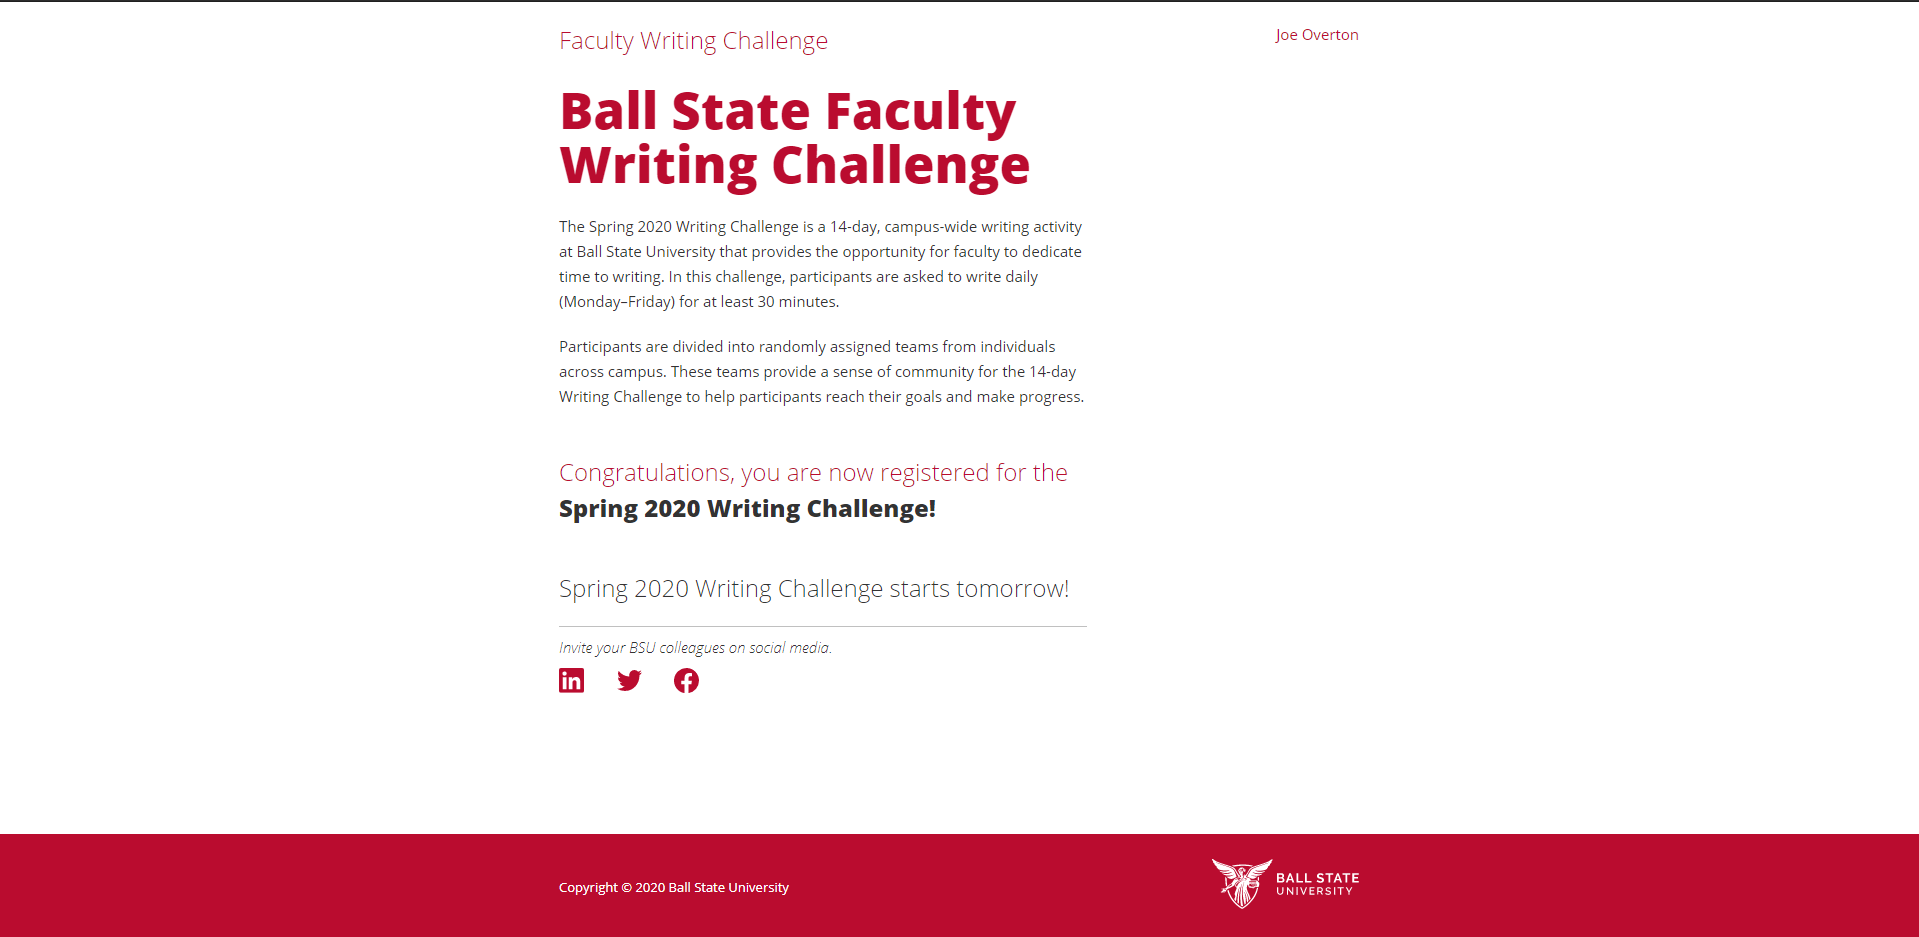 Faculty Writing Challenge
Joe Overton
Ball State Faculty
Writing Challenge
The Spring 2020 Writing Challenge is a 14-day, campus-wide writing activity
at Ball State University that provides the opportunity for faculty to dedicate
time to writing. In this challenge, participants are asked to write daily
(Monday–Friday) for at least 30 minutes.
Participants are divided into randomly assigned teams from individuals
across campus. These teams provide a sense of community for the 14-day
Writing Challenge to help participants reach their goals and make progress.
Congratulations, you are now registered for the
Spring 2020 Writing Challenge!
Spring 2020 Writing Challenge starts tomorrow!
Invite your BSU colleagues on social media.
in
Copyright © 2020 Ball State University
BALL STATE
UNIVERSITY